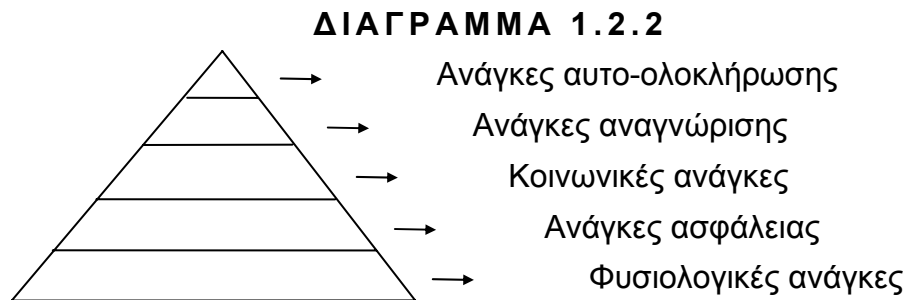 ΔΙΑΓΡΑΜΜΑ 1.2.2
Ανάγκες αυτο-ολοκλήρωσης
Ανάγκες αναγνώρισης
Κοινωνικές ανάγκες
Ανάγκες ασφάλειας
Φυσιολογικές ανάγκες